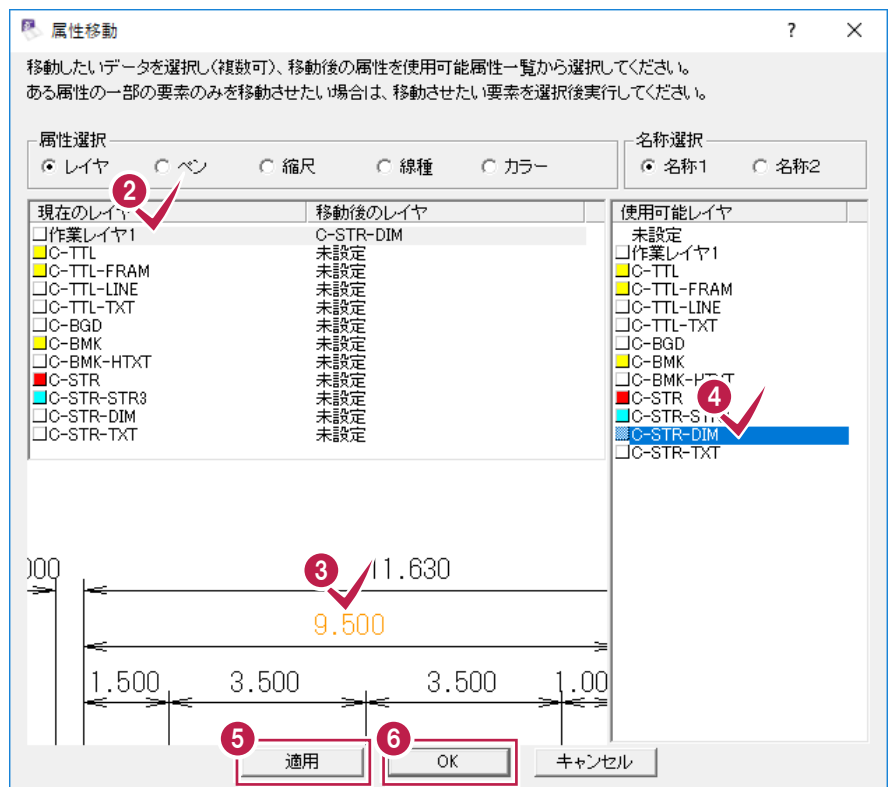 属性移動
?
移動したいデータを選択し(複数可)、移動後の属性を使用可能属性一覧から選択してください。
ある属性の一部の要素のみを移動させたい場合は、移動させたい要素を選択後実行してください。
属性選択
レイヤ ペン 縮尺 線種 カラー
名称選択
名称1 名称2
2
現在のレイヤ 移動後のレイヤ
作業レイヤ1 C-STR-DIM
C-TTL 未設定
C-TTL-FRAM 未設定
C-TTL-LINE 未設定
C-TTL-TXT 未設定
C-BGD 未設定
C-BMK 未設定
C-BMK-HTXT 未設定
C-STR 未設定
C-STR-STR3 未設定
C-STR-DIM 未設定
C-STR-TXT 未設定
使用可能レイヤ
未設定
作業レイヤ1
C-TTL
C-TTL-FRAM
C-TTL-LINE
C-TTL-TXT
C-BGD
C-BMK
C-BMK-HTXT
C-STR
4
C-STR-STR3
C-STR-DIM
C-STR-TXT
000 3 11.630
9.500
1.500 3.500 3.500 1.00
5 6
適用 OK キャンセル